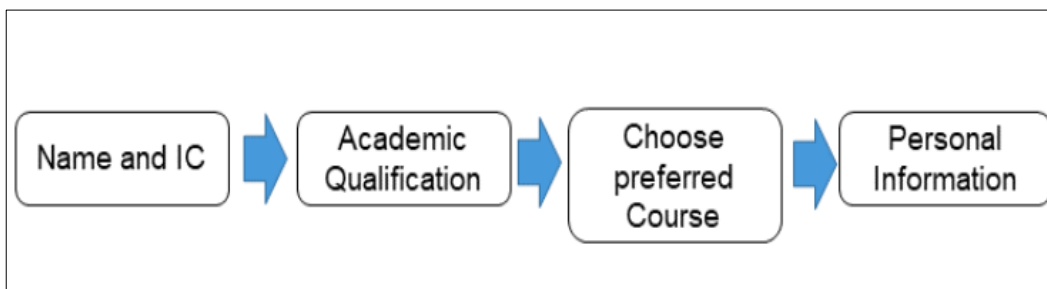 Name and IC
Academic
Qualification
Choose
preferred
Course
Personal
Information